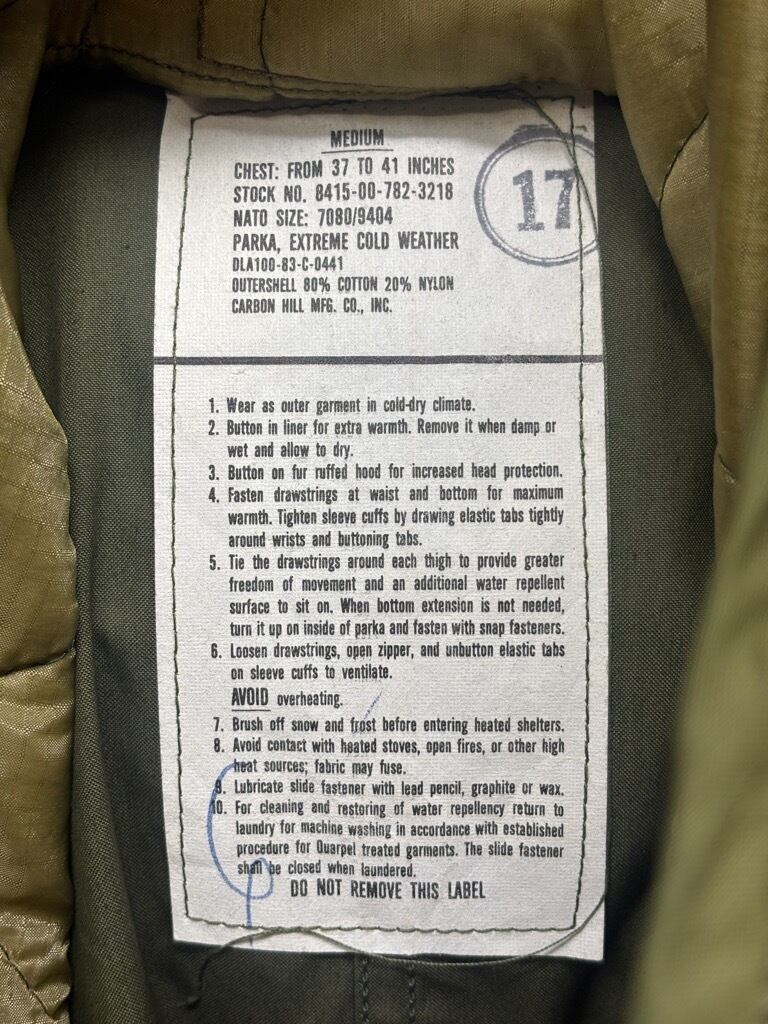 MEDIUM
CHEST: FROM 37 TO 41 INCHES
STOCK NO. 8415-00-782-3218
NATO SIZE: 7080/9404
PARKA, EXTREME COLD WEATHER
DLA100-83-C-0441
OUTERSHELL 80% COTTON 20% NYLON
CARBON HILL MFG. CO., INC.
17
1. Wear as outer garment in cold-dry climate.
2. Button in liner for extra warmth. Remove it when damp or
wet and allow to dry.
3. Button on fur ruffed hood for increased head protection.
4. Fasten drawstrings at waist and bottom for maximum
warmth. Tighten sleeve cuffs by drawing elastic tabs tightly
around wrists and buttoning tabs.
5. Tie the drawstrings around each thigh to provide greater
freedom of movement and an additional water repellent
surface to sit on. When bottom extension is not needed,
turn it up on inside of parka and fasten with snap fasteners.
6. Loosen drawstrings, open zipper, and unbutton elastic tabs
on sleeve cuffs to ventilate.
AVOID overheating.
7. Brush off snow and frost before entering heated shelters.
8. Avoid contact with heated stoves, open fires, or other high
heat sources; fabric may fuse.
9. Lubricate slide fastener with lead pencil, graphite or wax.
10. For cleaning and restoring of water repellency return to
laundry for machine washing in accordance with established
procedure for Quarpel treated garments. The slide fastener
shall be closed when laundered.
DO NOT REMOVE THIS LABEL